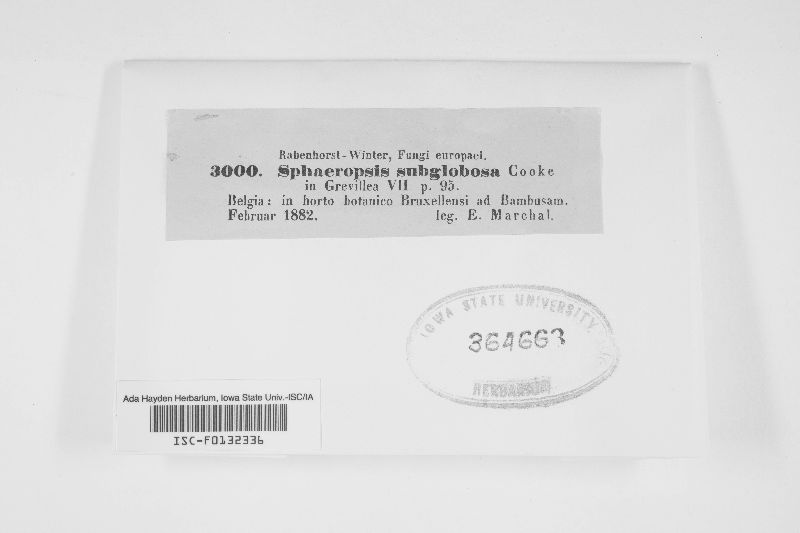 Rabenhorst-Winter, Fungi europaei.
3000. Sphaeropsis subglobosa Cooke
in Grevillea VII p. 95.
Belgia: in horto botanico Bruxellensi ad Bambusam.
Februar 1882. leg. E. Marchal.
IOWA STATE UNIVERSITY
364663
HERBARIUM
Ada Hayden Herbarium, Iowa State Univ.-ISC/IA
ISC-F0132336